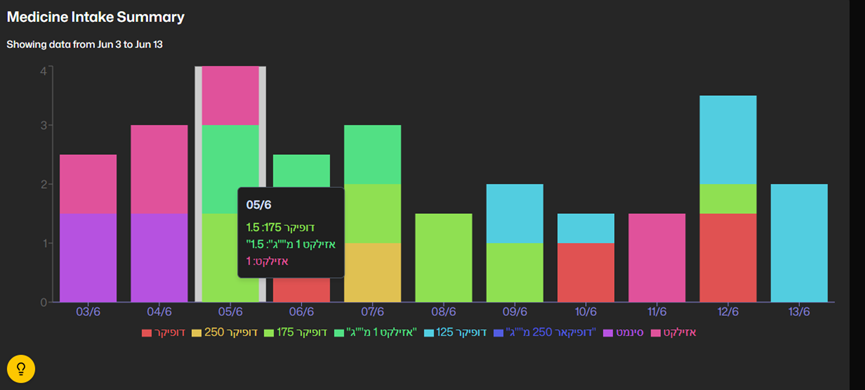 Medicine Intake Summary
Showing data from Jun 3 to Jun 13
4
3
2
1
0
05/6
דופיקר 175: 1.5
"אזילקט 1 מ""ג": 1.5
אזילקט: 1
03/6 04/6 05/6 06/6 07/6 08/6 09/6 10/6 11/6 12/6 13/6
דופיקר דופיקר 250 דופיקר 175 "אזילקט 1 מ""ג" דופיקר 125 "דופיקאר 250 מ""ג" סינמט אזילקט